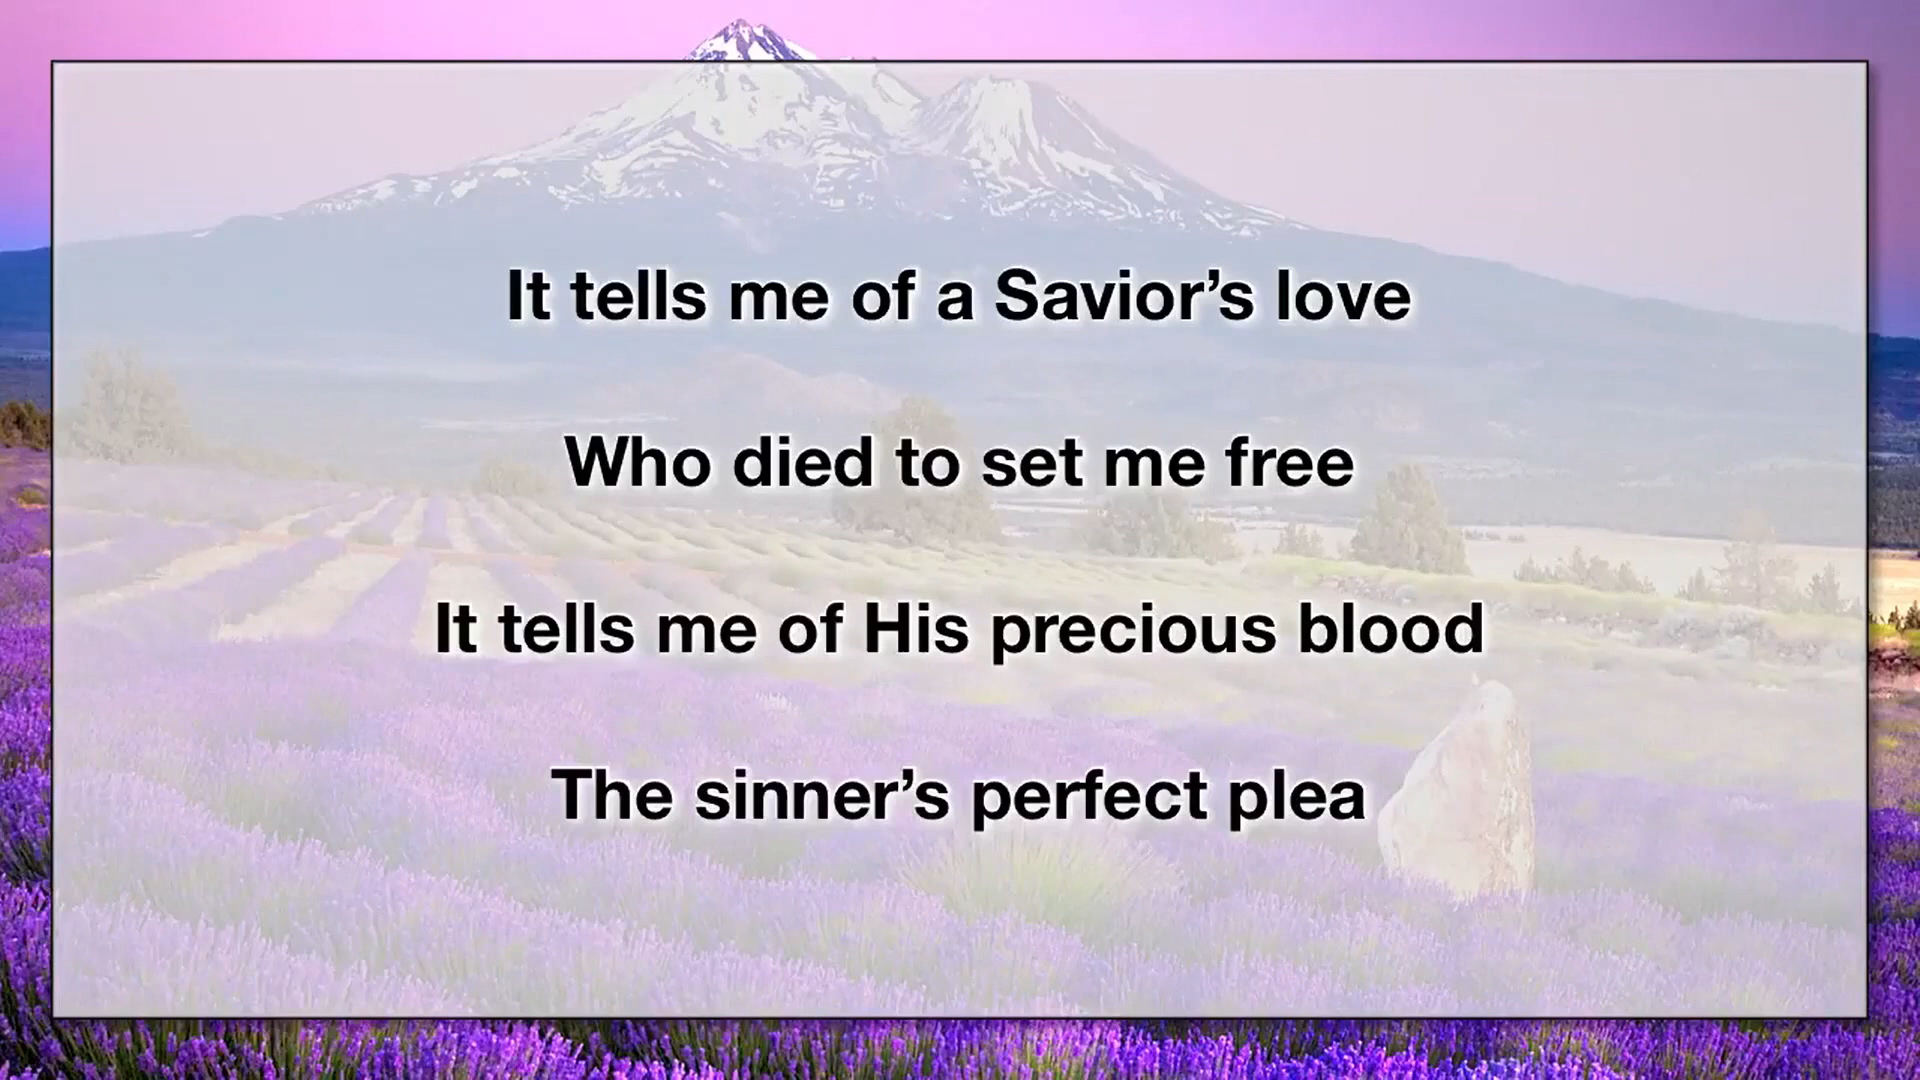 It tells me of a Savior’s love
Who died to set me free
It tells me of His precious blood
The sinner’s perfect plea